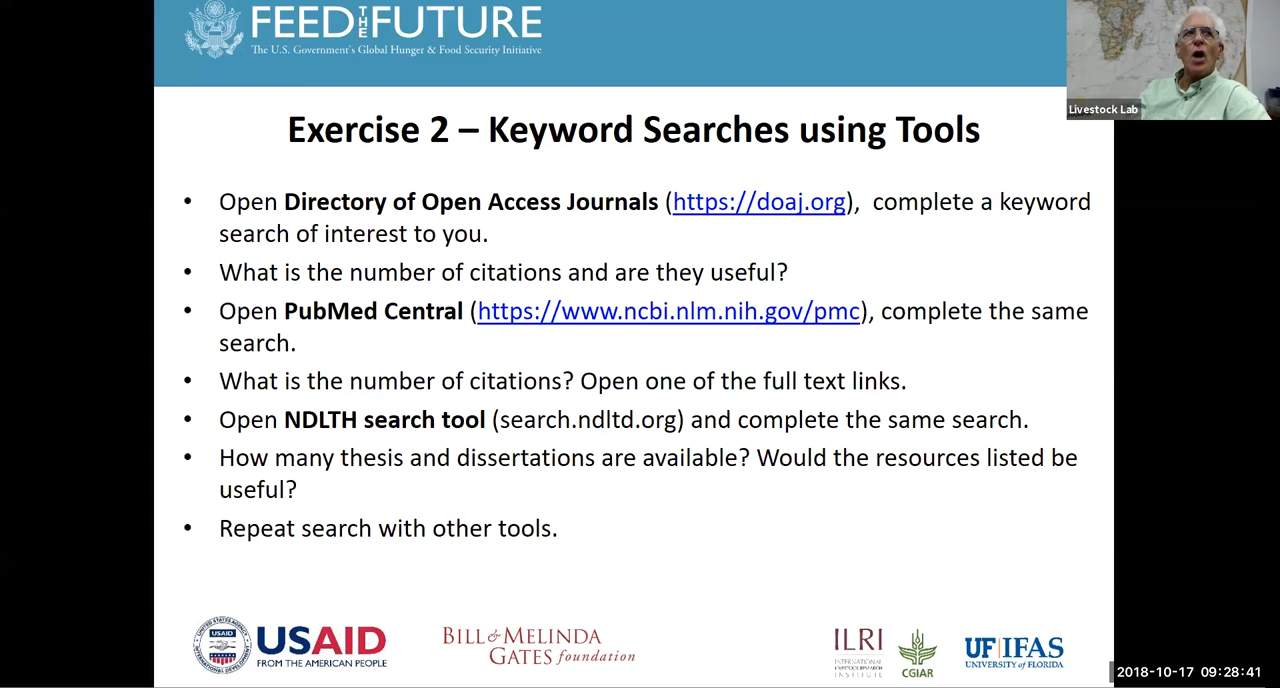 FEED THE FUTURE
The U.S. Government's Global Hunger & Food Security Initiative
Livestock Lab
Exercise 2 – Keyword Searches using Tools
• Open Directory of Open Access Journals (https://doaj.org), complete a keyword
search of interest to you.
• What is the number of citations and are they useful?
• Open PubMed Central (https://www.ncbi.nlm.nih.gov/pmc), complete the same
search.
• What is the number of citations? Open one of the full text links.
• Open NDLTH search tool (search.ndltd.org) and complete the same search.
• How many thesis and dissertations are available? Would the resources listed be
useful?
• Repeat search with other tools.
USAID
USAID
FROM THE AMERICAN PEOPLE
BILL & MELINDA
GATES foundation
ILRI
INTERNATIONAL
LIVESTOCK RESEARCH
INSTITUTE
CGIAR
UF|IFAS
UNIVERSITY of FLORIDA
2018-10-17 09:28:41